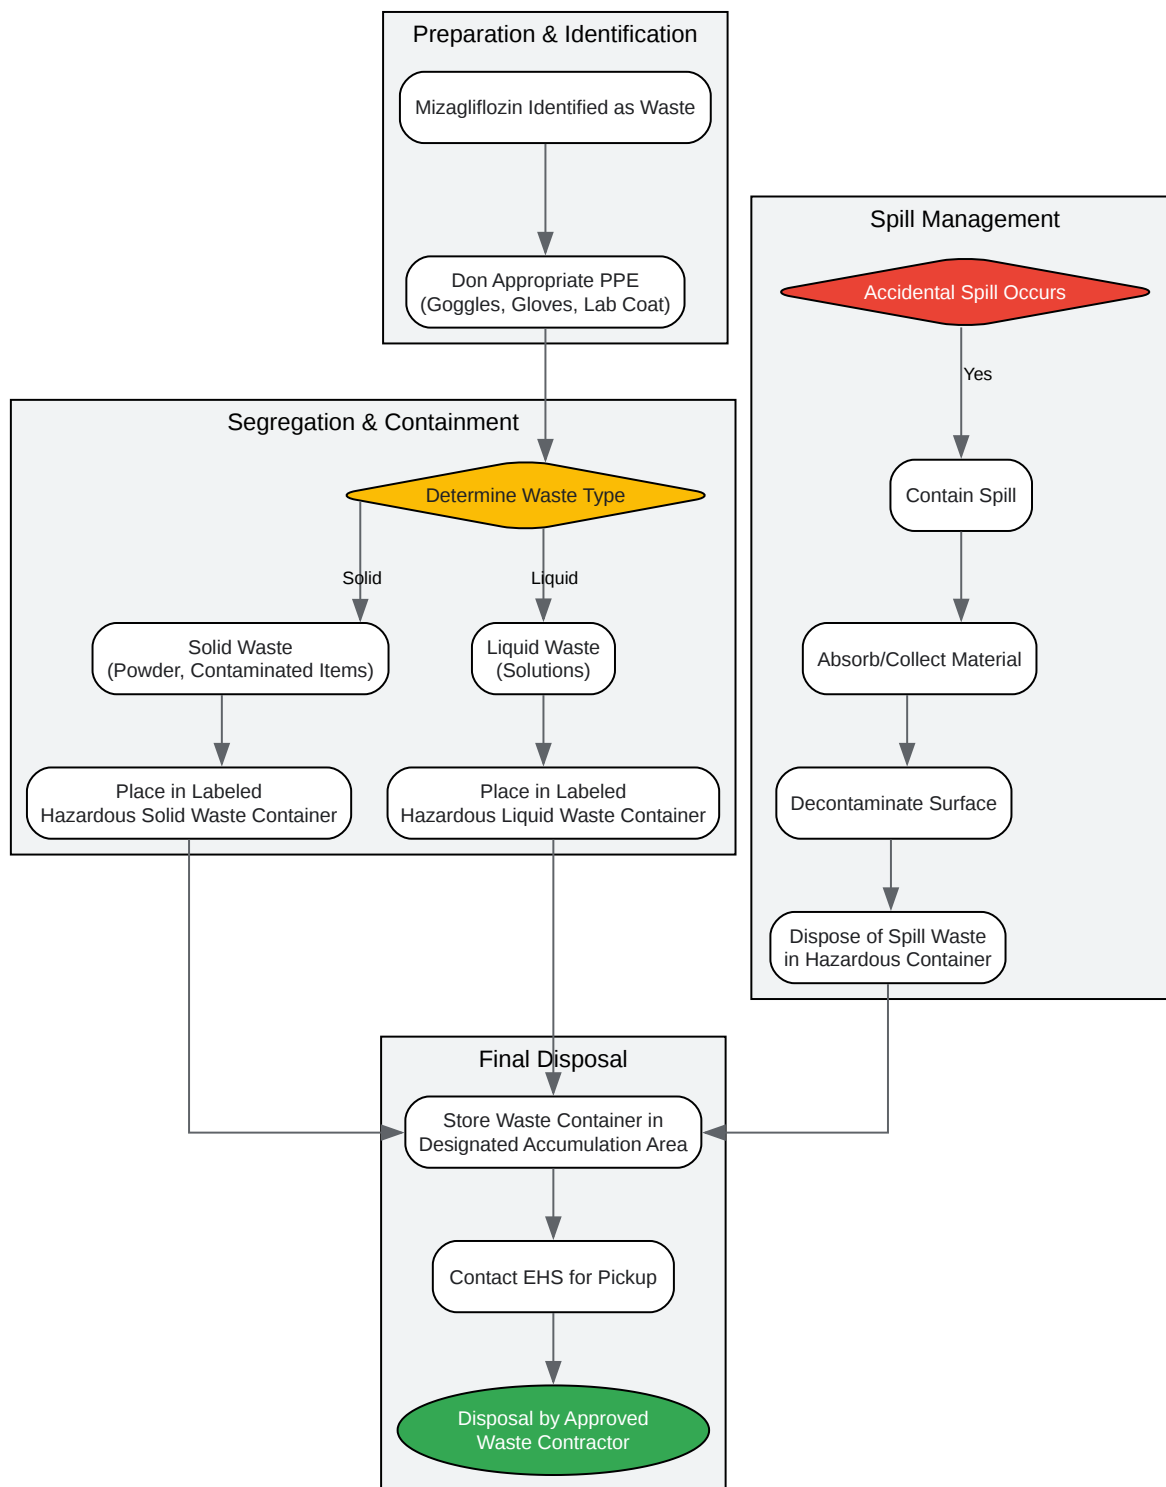 Preparation & Identification
Mizagliflozin Identified as Waste
Don Appropriate PPE
(Goggles, Gloves, Lab Coat)
Segregation & Containment
Determine Waste Type
Solid
Liquid
Solid Waste
(Powder, Contaminated Items)
Liquid Waste
(Solutions)
Place in Labeled
Hazardous Solid Waste Container
Place in Labeled
Hazardous Liquid Waste Container
Spill Management
Accidental Spill Occurs
Yes
Contain Spill
Absorb/Collect Material
Decontaminate Surface
Dispose of Spill Waste
in Hazardous Container
Final Disposal
Store Waste Container in
Designated Accumulation Area
Contact EHS for Pickup
Disposal by Approved
Waste Contractor